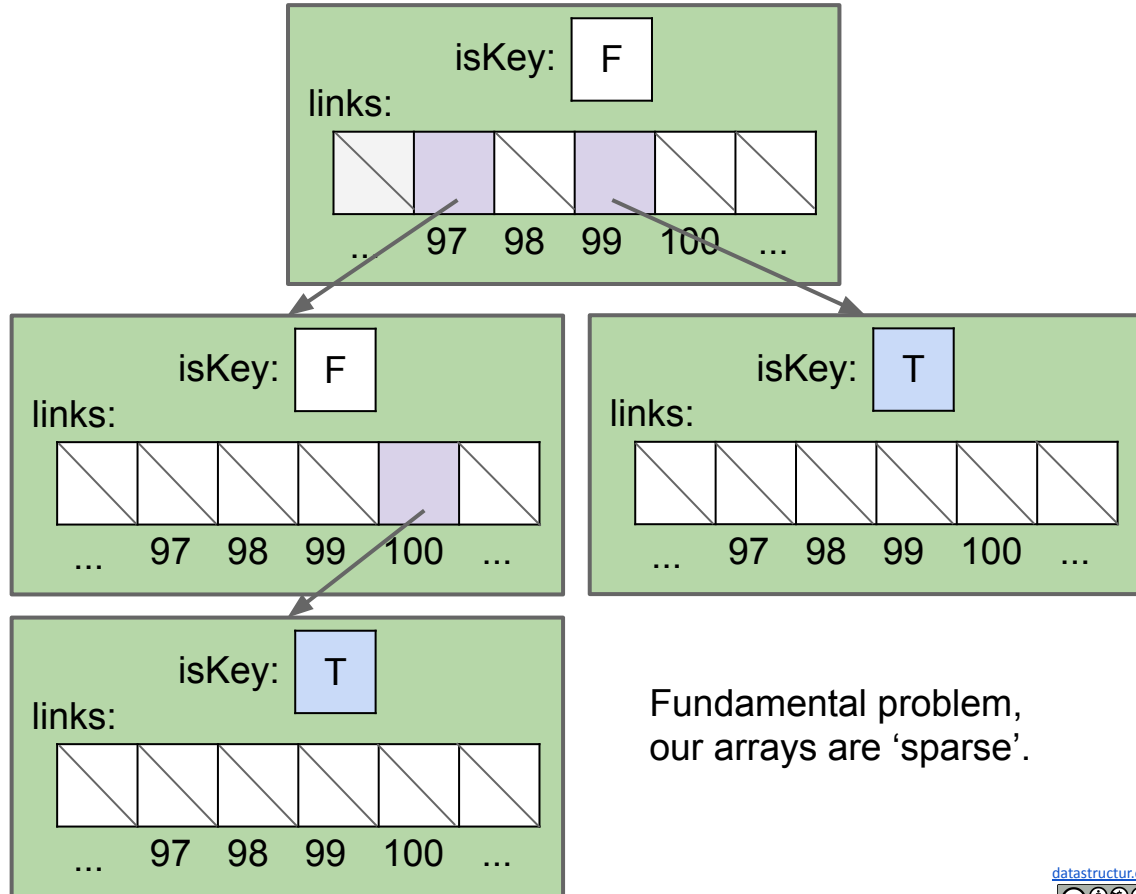 isKey: F
links:
... 97 98 99 100 ...
isKey: F
links:
... 97 98 99 100 ...
isKey: T
links:
... 97 98 99 100 ...
isKey: T
links:
... 97 98 99 100 ...
Fundamental problem,
our arrays are ‘sparse’.
datastructur.